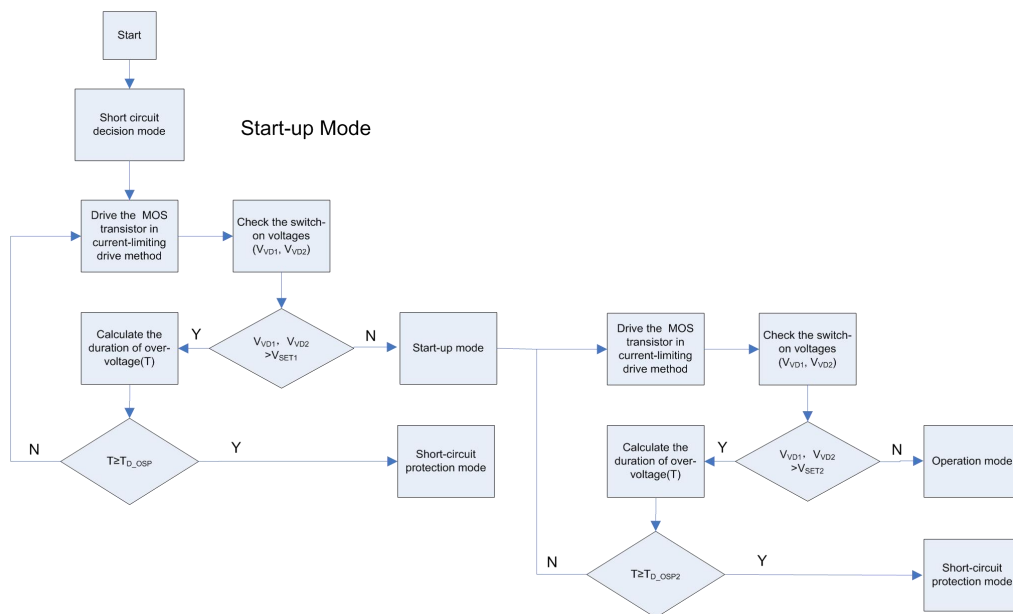 Start
Short circuit
decision mode
Start-up Mode
Drive the MOS
transistor in
current-limiting
drive method
Check the switch-
on voltages
(VVD1, VVD2)
VVD1, VVD2
>VSET1
Y
N
Calculate the
duration of over-
voltage(T)
Start-up mode
T≥TD_OSP
N
Y
Short-circuit
protection mode
Drive the MOS
transistor in
current-limiting
drive method
Check the switch-
on voltages
(VVD1, VVD2)
VVD1, VVD2
>VSET2
Y
N
Calculate the
duration of over-
voltage(T)
Operation mode
T≥TD_OSP2
N
Y
Short-circuit
protection mode